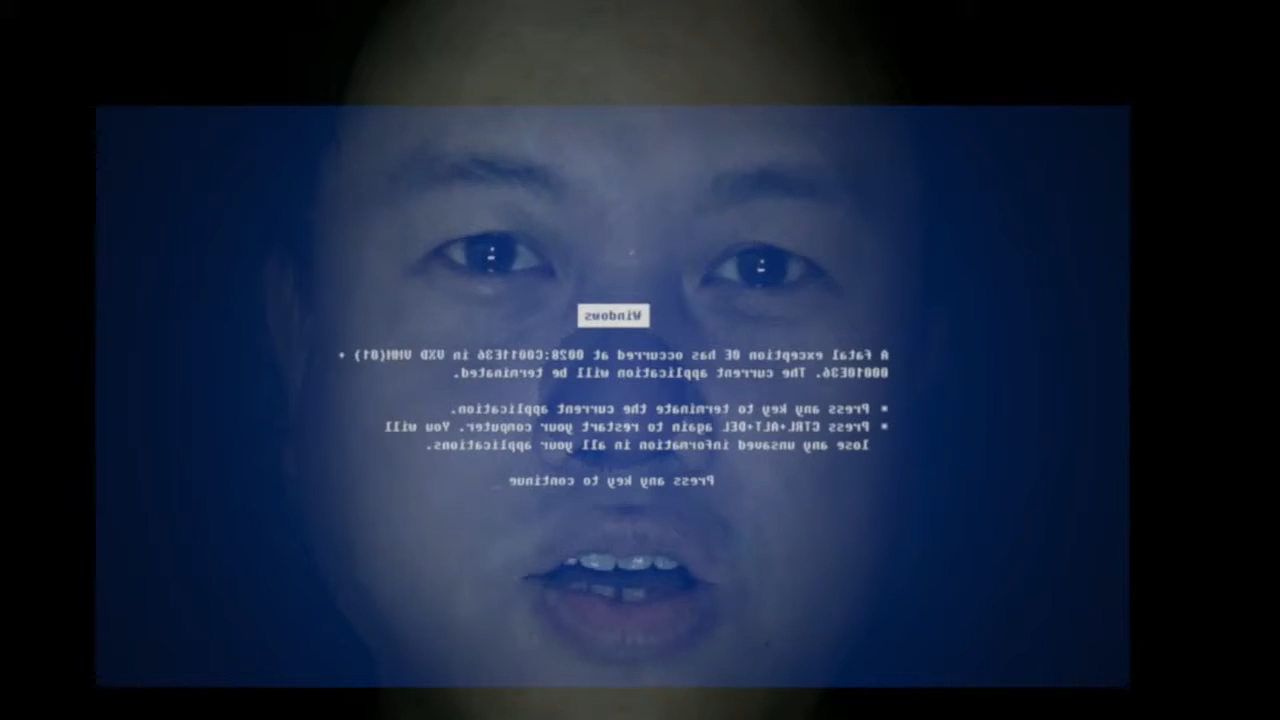 Windows
A fatal exception 0E has occurred at 0028:C0011E36 in VXD VMM(01) +
00010E36. The current application will be terminated.
* Press any key to terminate the current application.
* Press CTRL+ALT+DEL again to restart your computer. You will
lose any unsaved information in all your applications.
Press any key to continue